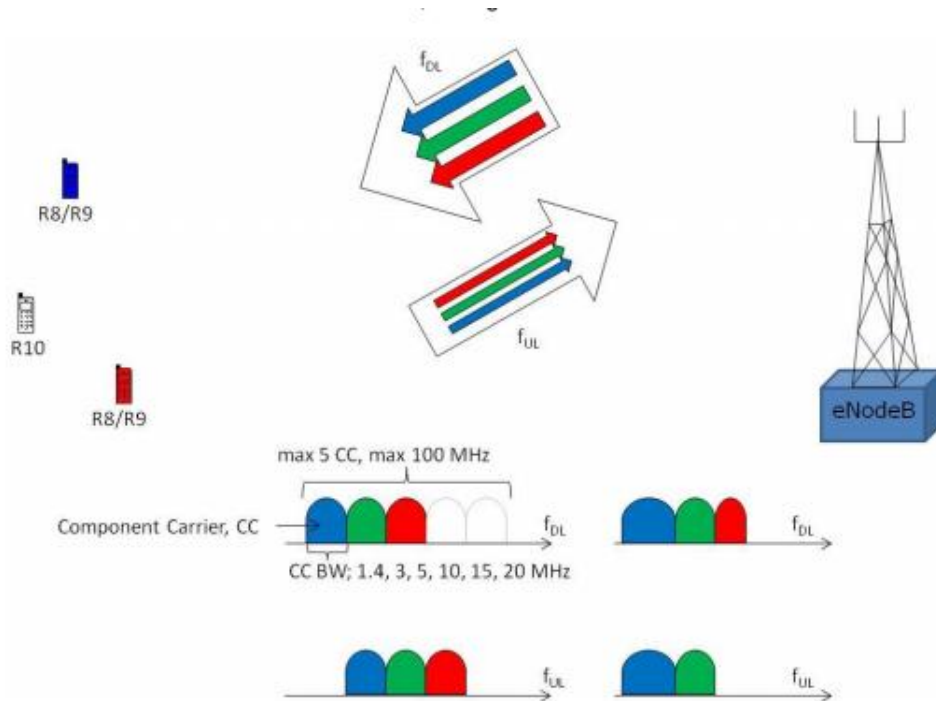 f_DL
R8/R9
R10
f_UL
R8/R9
eNodeB
max 5 CC, max 100 MHz
Component Carrier, CC
f_DL
f_DL
CC BW; 1.4, 3, 5, 10, 15, 20 MHz
f_UL
f_UL